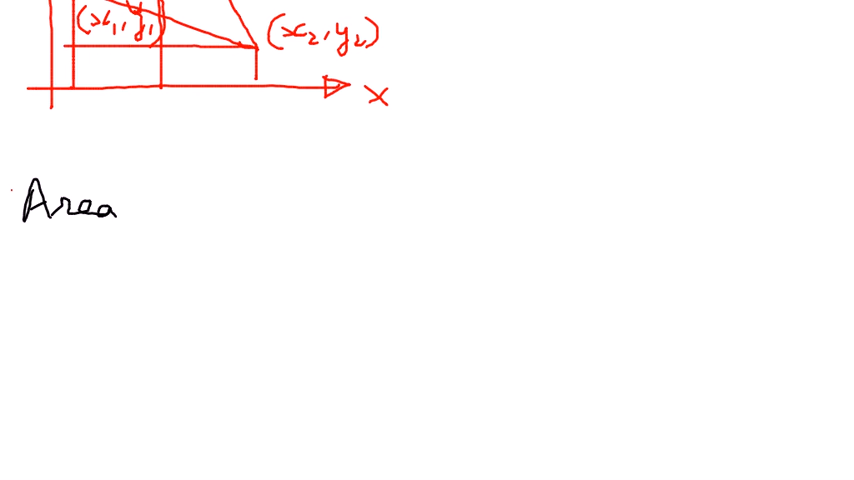 (x₁, y₁)
(x₂, y₂)
x
Area